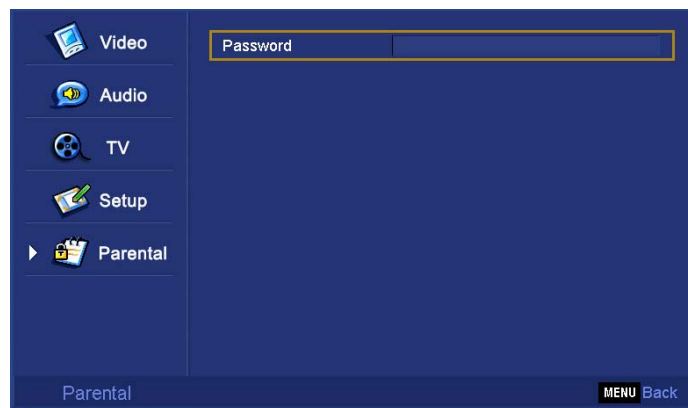 Video
Password
Audio
TV
Setup
Parental
Parental
MENU Back